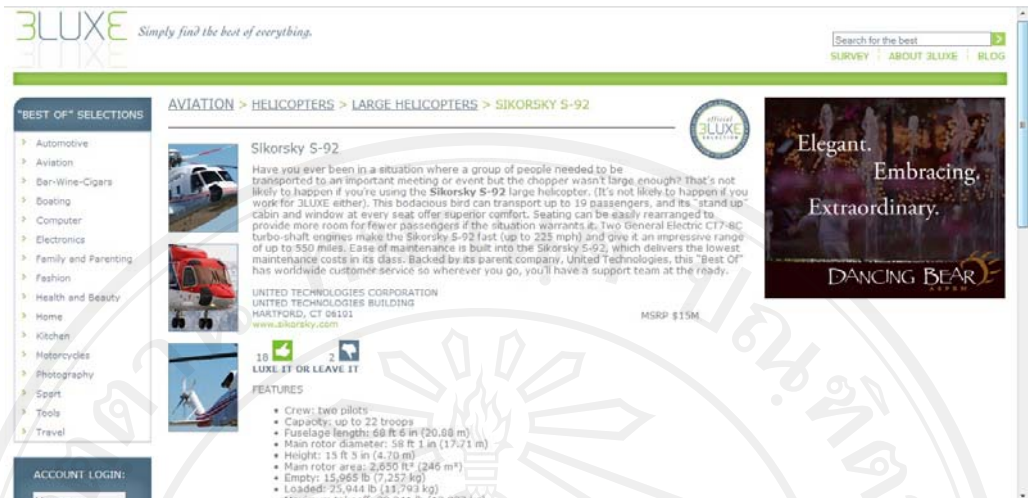 3LUXE
Simply find the best of everything.
Search for the best
SURVEY
ABOUT 3LUXE
BLOG
"BEST OF" SELECTIONS
Automotive
Aviation
Bar-Wine-Cigars
Boating
Computer
Electronics
Family and Parenting
Fashion
Health and Beauty
Home
Kitchen
Motorcycles
Photography
Sport
Tools
Travel
ACCOUNT LOGIN:
AVIATION > HELICOPTERS > LARGE HELICOPTERS > SIKORSKY S-92
official
3LUXE
SELECTION
Sikorsky S-92
Have you ever been in a situation where a group of people needed to be
transported to an important meeting or event but the chopper wasn't large enough? That's not
likely to happen if you're using the Sikorsky S-92 large helicopter. (It's not likely to happen if you
work for 3LUXE either). This bodacious bird can transport up to 19 passengers, and its "stand up"
cabin and window at every seat offer superior comfort. Seating can be easily rearranged to
provide more room for fewer passengers if the situation warrants it. Two General Electric CT7-8C
turbo-shaft engines make the Sikorsky S-92 fast (up to 225 mph) and give it an impressive range
of up to 550 miles. Ease of maintenance is built into the Sikorsky S-92, which delivers the lowest
maintenance costs in its class. Backed by its parent company, United Technologies, this "Best Of"
has worldwide customer service so wherever you go, you'll have a support team at the ready.
UNITED TECHNOLOGIES CORPORATION
UNITED TECHNOLOGIES BUILDING
HARTFORD, CT 06101
www.sikorsky.com
MSRP $15M
18
2
LUXE IT OR LEAVE IT
FEATURES
Crew: two pilots
Capacity: up to 22 troops
Fuselage length: 68 ft 6 in (20.88 m)
Main rotor diameter: 58 ft 1 in (17.71 m)
Height: 15 ft 5 in (4.70 m)
Main rotor area: 2,650 ft² (246 m²)
Empty: 15,965 lb (7,257 kg)
Loaded: 25,944 lb (11,793 kg)
Elegant.
Embracing.
Extraordinary.
DANCING BEAR
ASPEN